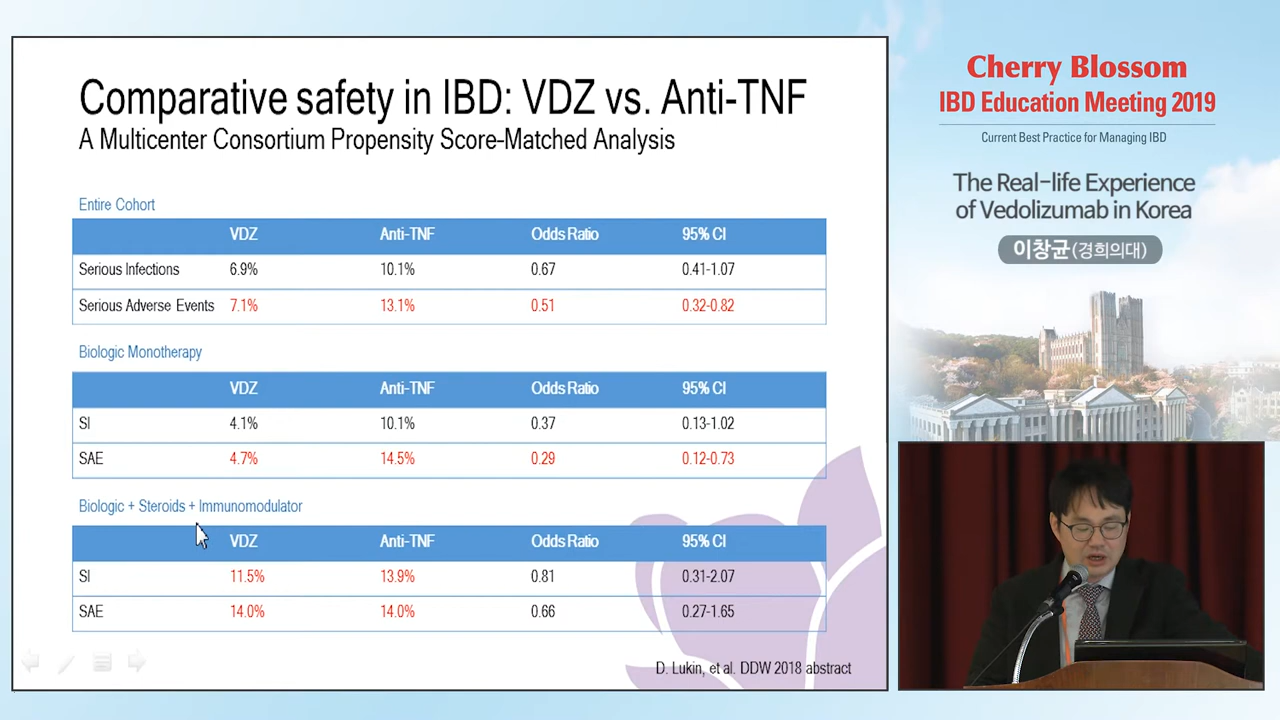 Comparative safety in IBD: VDZ vs. Anti-TNF
A Multicenter Consortium Propensity Score-Matched Analysis
Entire Cohort
VDZ Anti-TNF Odds Ratio 95% CI
Serious Infections 6.9% 10.1% 0.67 0.41-1.07
Serious Adverse Events 7.1% 13.1% 0.51 0.32-0.82
Biologic Monotherapy
VDZ Anti-TNF Odds Ratio 95% CI
SI 4.1% 10.1% 0.37 0.13-1.02
SAE 4.7% 14.5% 0.29 0.12-0.73
Biologic + Steroids + Immunomodulator
VDZ Anti-TNF Odds Ratio 95% CI
SI 11.5% 13.9% 0.81 0.31-2.07
SAE 14.0% 14.0% 0.66 0.27-1.65
D. Lukin, et al. DDW 2018 abstract
Cherry Blossom
IBD Education Meeting 2019
Current Best Practice for Managing IBD
The Real-life Experience
of Vedolizumab in Korea
이창균(경희의대)